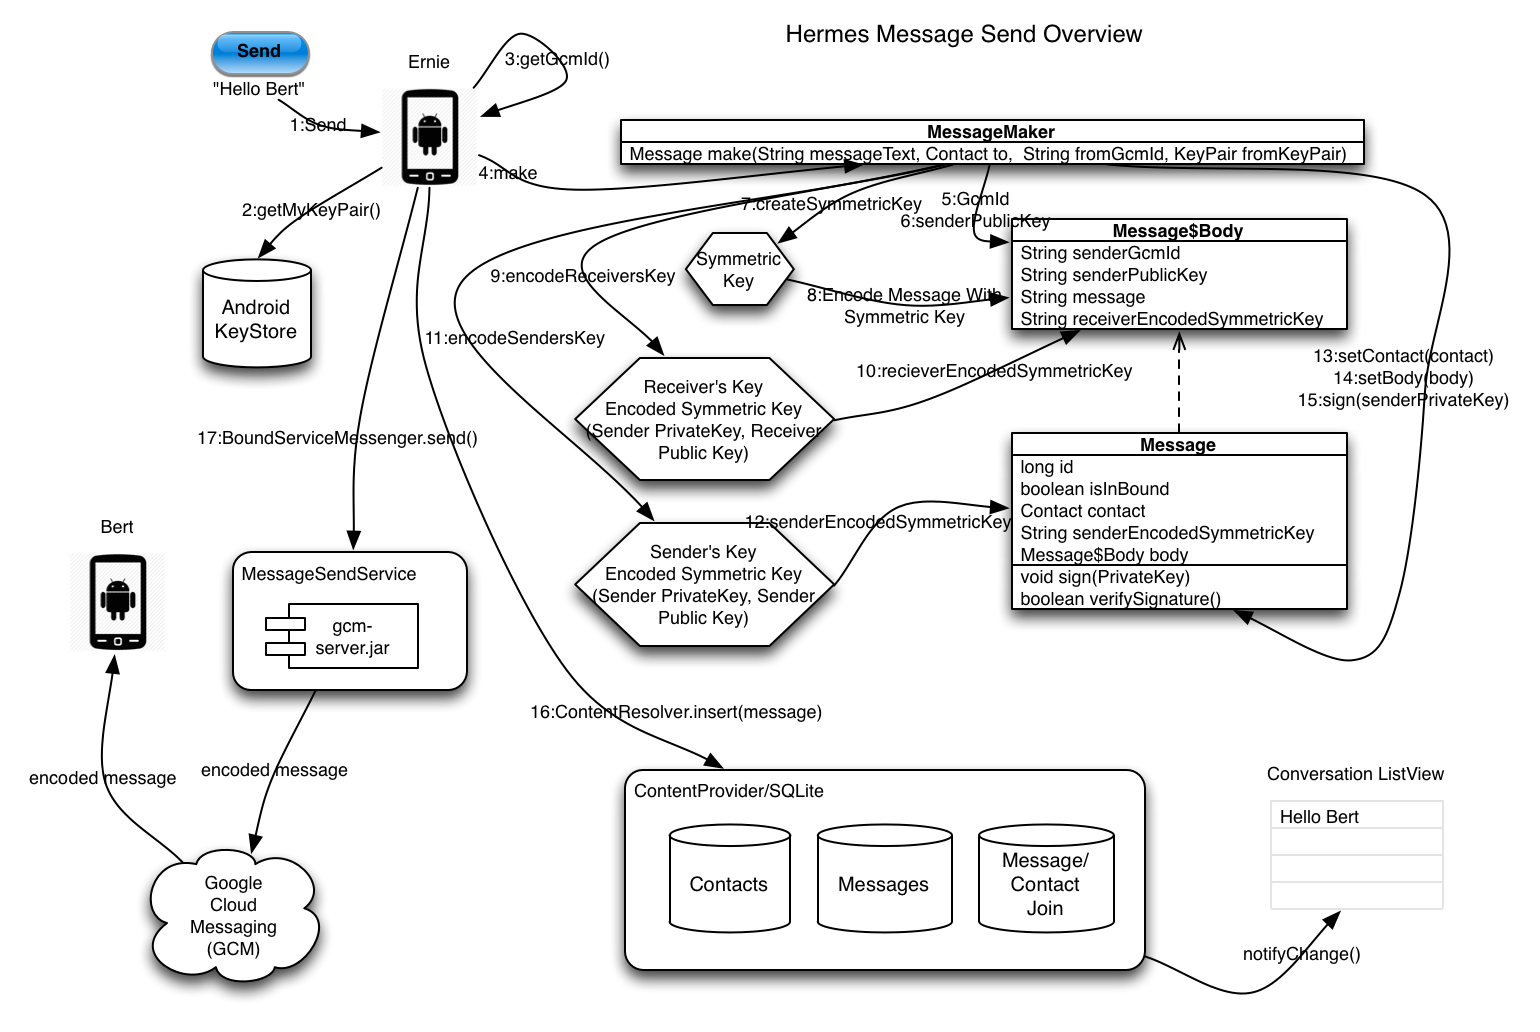 Hermes Message Send Overview
Send
"Hello Bert"
1:Send
Ernie
3:getGcmId()
4:make
2:getMyKeyPair()
Android
KeyStore
MessageMaker
Message make(String messageText, Contact to,  String fromGcmId, KeyPair fromKeyPair)
7:createSymmetricKey
5:GcmId
6:senderPublicKey
Symmetric
Key
8:Encode Message With
Symmetric Key
Message$Body
String senderGcmId
String senderPublicKey
String message
String receiverEncodedSymmetricKey
9:encodeReceiversKey
11:encodeSendersKey
10:recieverEncodedSymmetricKey
13:setContact(contact)
14:setBody(body)
15:sign(senderPrivateKey)
Receiver's Key
Encoded Symmetric Key
(Sender PrivateKey, Receiver
Public Key)
Message
long id
boolean isInBound
Contact contact
String senderEncodedSymmetricKey
Message$Body body
void sign(PrivateKey)
boolean verifySignature()
12:senderEncodedSymmetricKey
Sender's Key
Encoded Symmetric Key
(Sender PrivateKey, Sender
Public Key)
17:BoundServiceMessenger.send()
Bert
MessageSendService
gcm-
server.jar
16:ContentResolver.insert(message)
encoded message
encoded message
Google
Cloud
Messaging
(GCM)
ContentProvider/SQLite
Contacts
Messages
Message/
Contact
Join
Conversation ListView
Hello Bert
notifyChange()